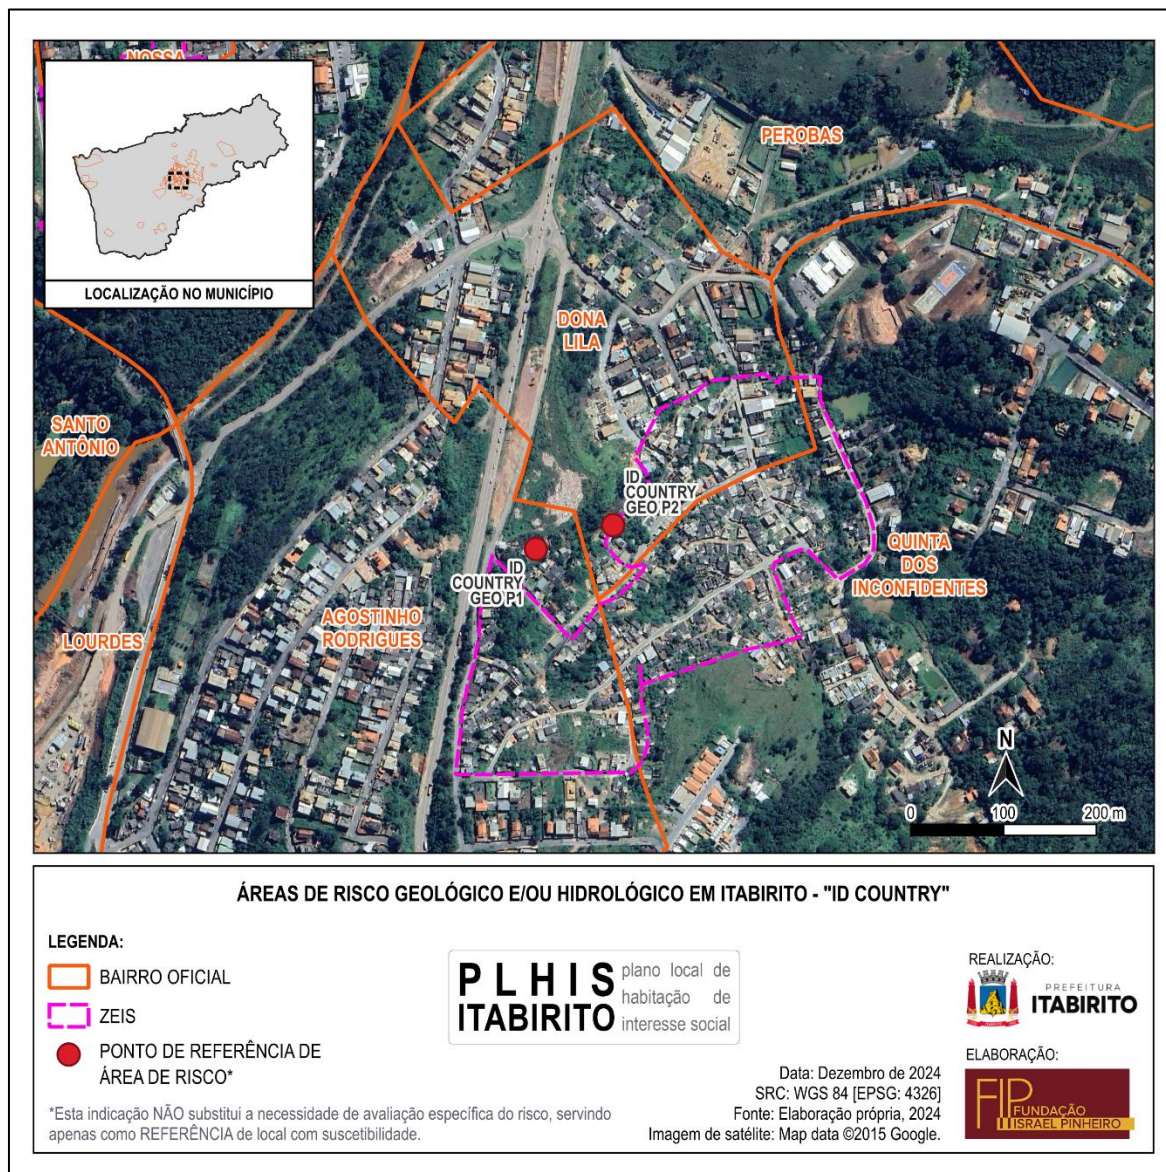 NOSSA
LOCALIZAÇÃO NO MUNICÍPIO
PEROBAS
DONA
LILA
SANTO
ANTÔNIO
ID
COUNTRY
GEO P2
ID
COUNTRY
GEO P1
QUINTA
DOS
INCONFIDENTES
AGOSTINHO
RODRIGUES
LOURDES
N
0 100 200 m
ÁREAS DE RISCO GEOLÓGICO E/OU HIDROLÓGICO EM ITABIRITO - "ID COUNTRY"
LEGENDA:
BAIRRO OFICIAL
ZEIS
PONTO DE REFERÊNCIA DE
ÁREA DE RISCO*
*Esta indicação NÃO substitui a necessidade de avaliação específica do risco, servindo
apenas como REFERÊNCIA de local com suscetibilidade.
PLHIS
ITABIRITO
plano local de
habitação de
interesse social
Data: Dezembro de 2024
SRC: WGS 84 [EPSG: 4326]
Fonte: Elaboração própria, 2024
Imagem de satélite: Map data ©2015 Google.
REALIZAÇÃO:
PREFEITURA
ITABIRITO
ELABORAÇÃO:
FIP
FUNDAÇÃO
ISRAEL PINHEIRO